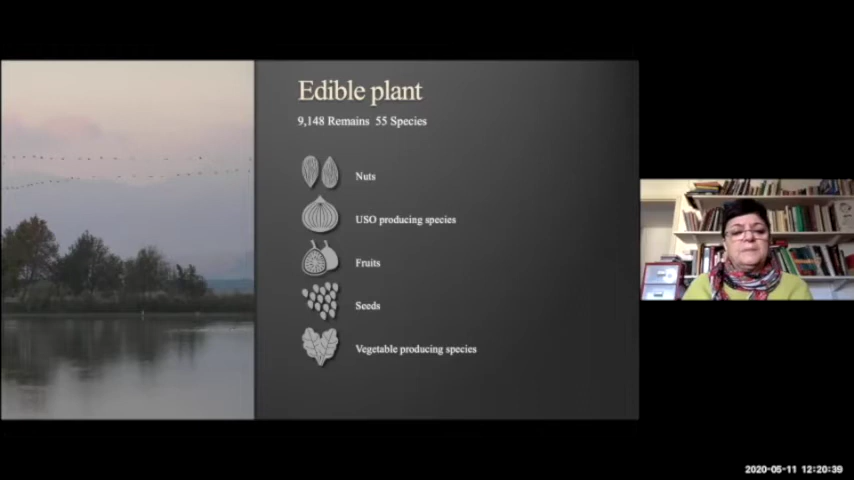 Edible plant
9,148 Remains 55 Species
Nuts
USO producing species
Fruits
Seeds
Vegetable producing species
2020-05-11 12:20:39